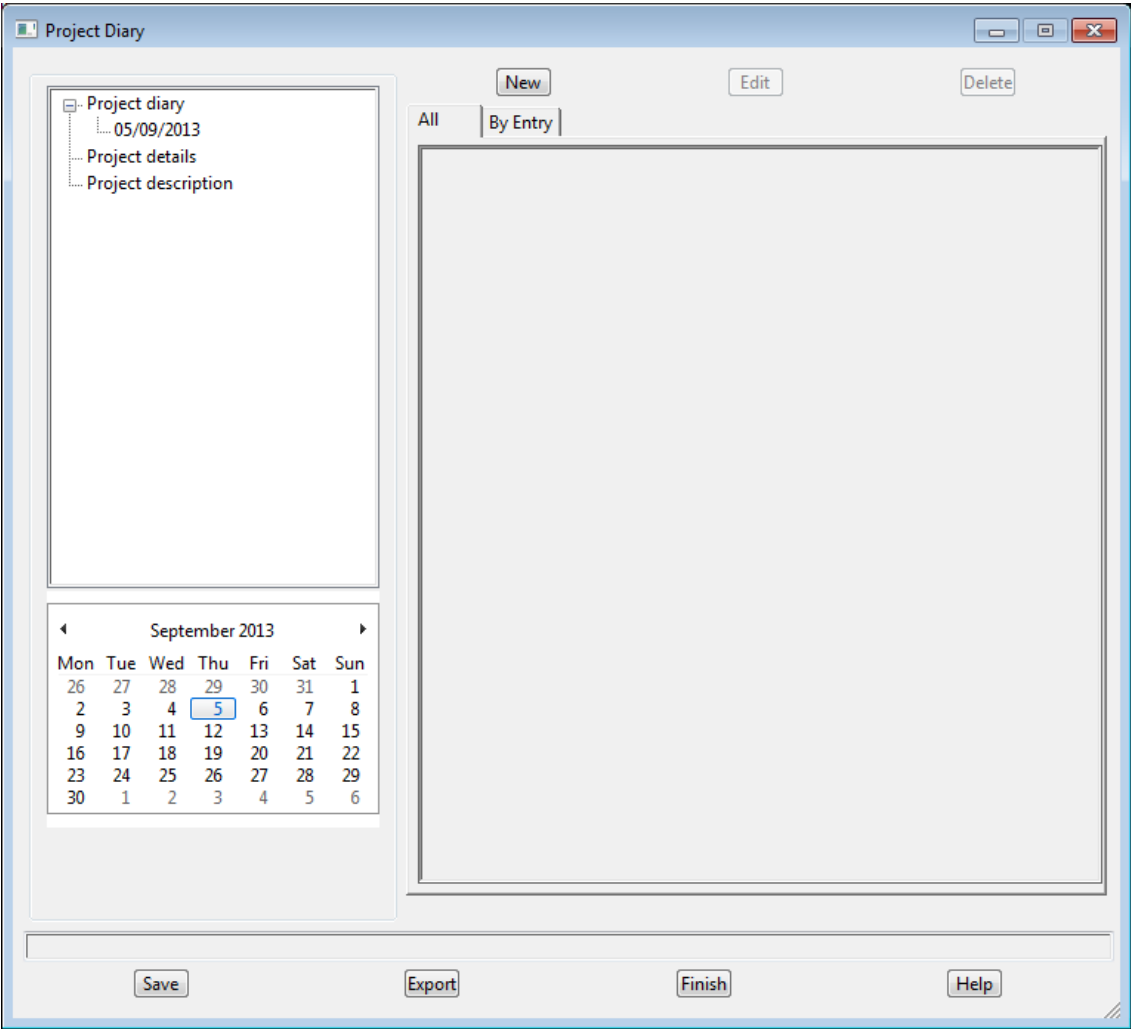 Project Diary
New Edit Delete
Project diary
05/09/2013
Project details
Project description
All By Entry
September 2013
Mon Tue Wed Thu Fri Sat Sun
26 27 28 29 30 31 1
2 3 4 5 6 7 8
9 10 11 12 13 14 15
16 17 18 19 20 21 22
23 24 25 26 27 28 29
30 1 2 3 4 5 6
Save Export Finish Help